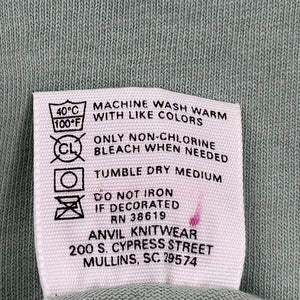 40°C MACHINE WASH WARM
100°F WITH LIKE COLORS
CL ONLY NON-CHLORINE
BLEACH WHEN NEEDED
TUMBLE DRY MEDIUM
DO NOT IRON
IF DECORATED
RN 38619
ANVIL KNITWEAR
200 S. CYPRESS STREET
MULLINS, SC 29574